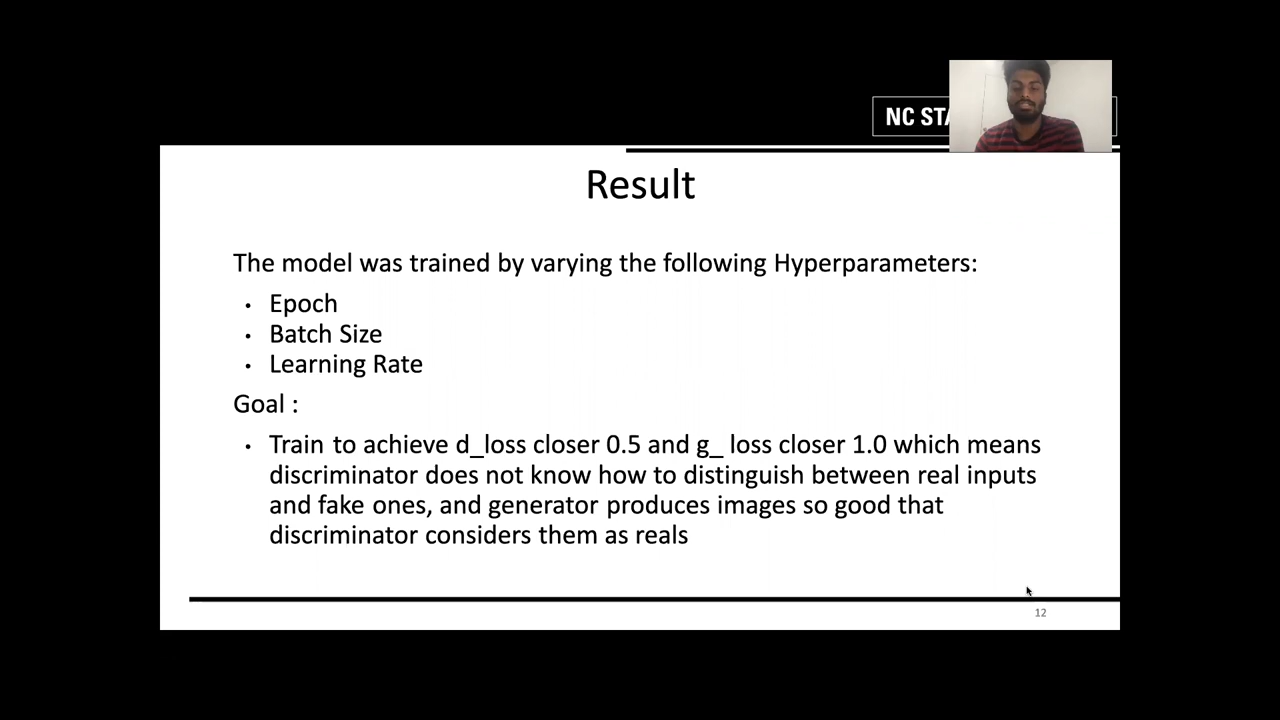 NC STA
Result
The model was trained by varying the following Hyperparameters:
• Epoch
• Batch Size
• Learning Rate
Goal :
• Train to achieve d_loss closer 0.5 and g_ loss closer 1.0 which means
discriminator does not know how to distinguish between real inputs
and fake ones, and generator produces images so good that
discriminator considers them as reals
12